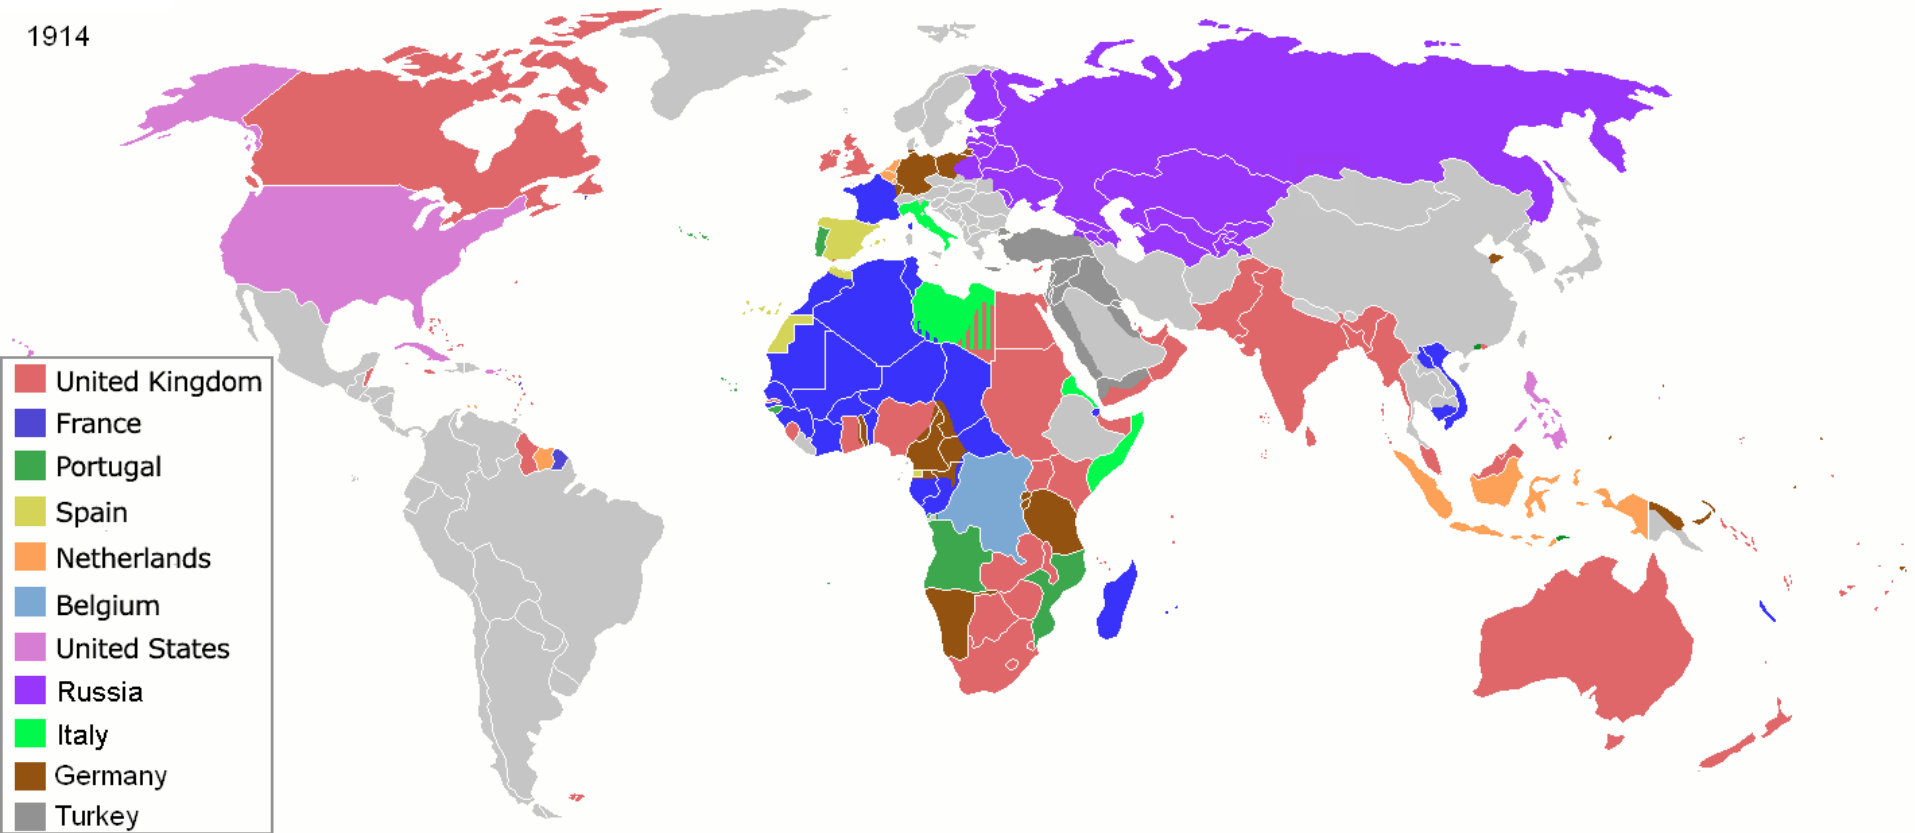 1914
United Kingdom
France
Portugal
Spain
Netherlands
Belgium
United States
Russia
Italy
Germany
Turkey